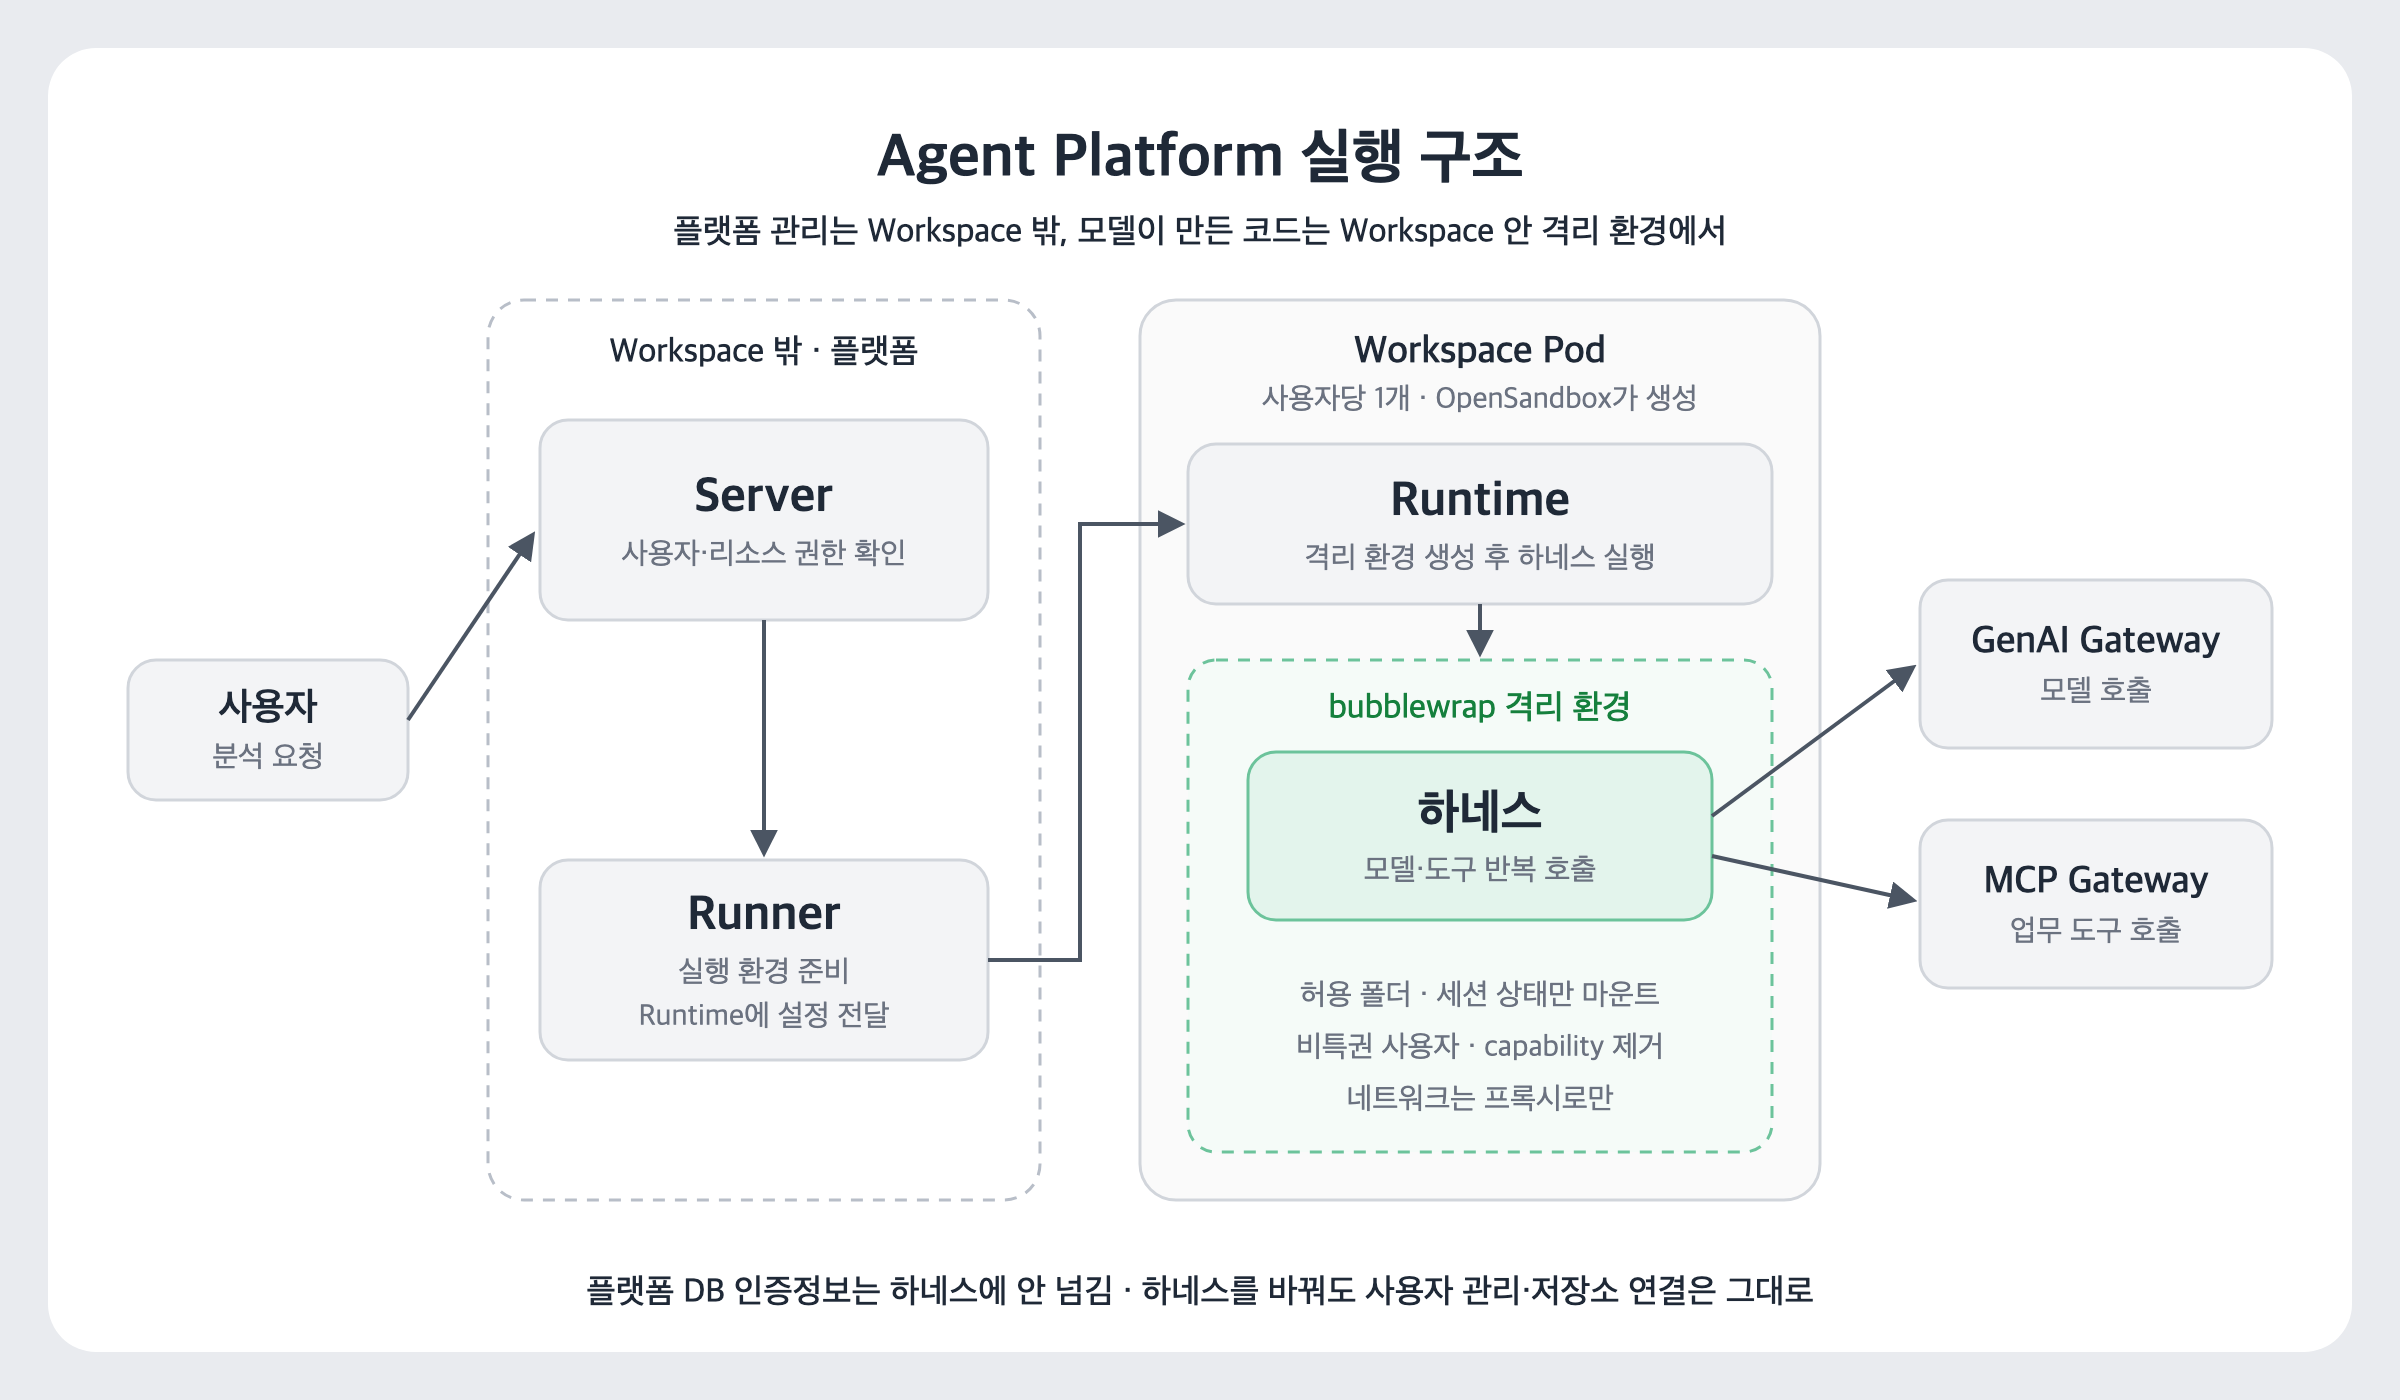 Agent Platform 실행 구조
플랫폼 관리는 Workspace 밖, 모델이 만든 코드는 Workspace 안 격리 환경에서
사용자
분석 요청
Workspace 밖 · 플랫폼
Server
사용자·리소스 권한 확인
Runner
실행 환경 준비
Runtime에 설정 전달
Workspace Pod
사용자당 1개 · OpenSandbox가 생성
Runtime
격리 환경 생성 후 하네스 실행
bubblewrap 격리 환경
하네스
모델·도구 반복 호출
허용 폴더 · 세션 상태만 마운트
비특권 사용자 · capability 제거
네트워크는 프록시로만
GenAI Gateway
모델 호출
MCP Gateway
업무 도구 호출
플랫폼 DB 인증정보는 하네스에 안 넘김 · 하네스를 바꿔도 사용자 관리·저장소 연결은 그대로